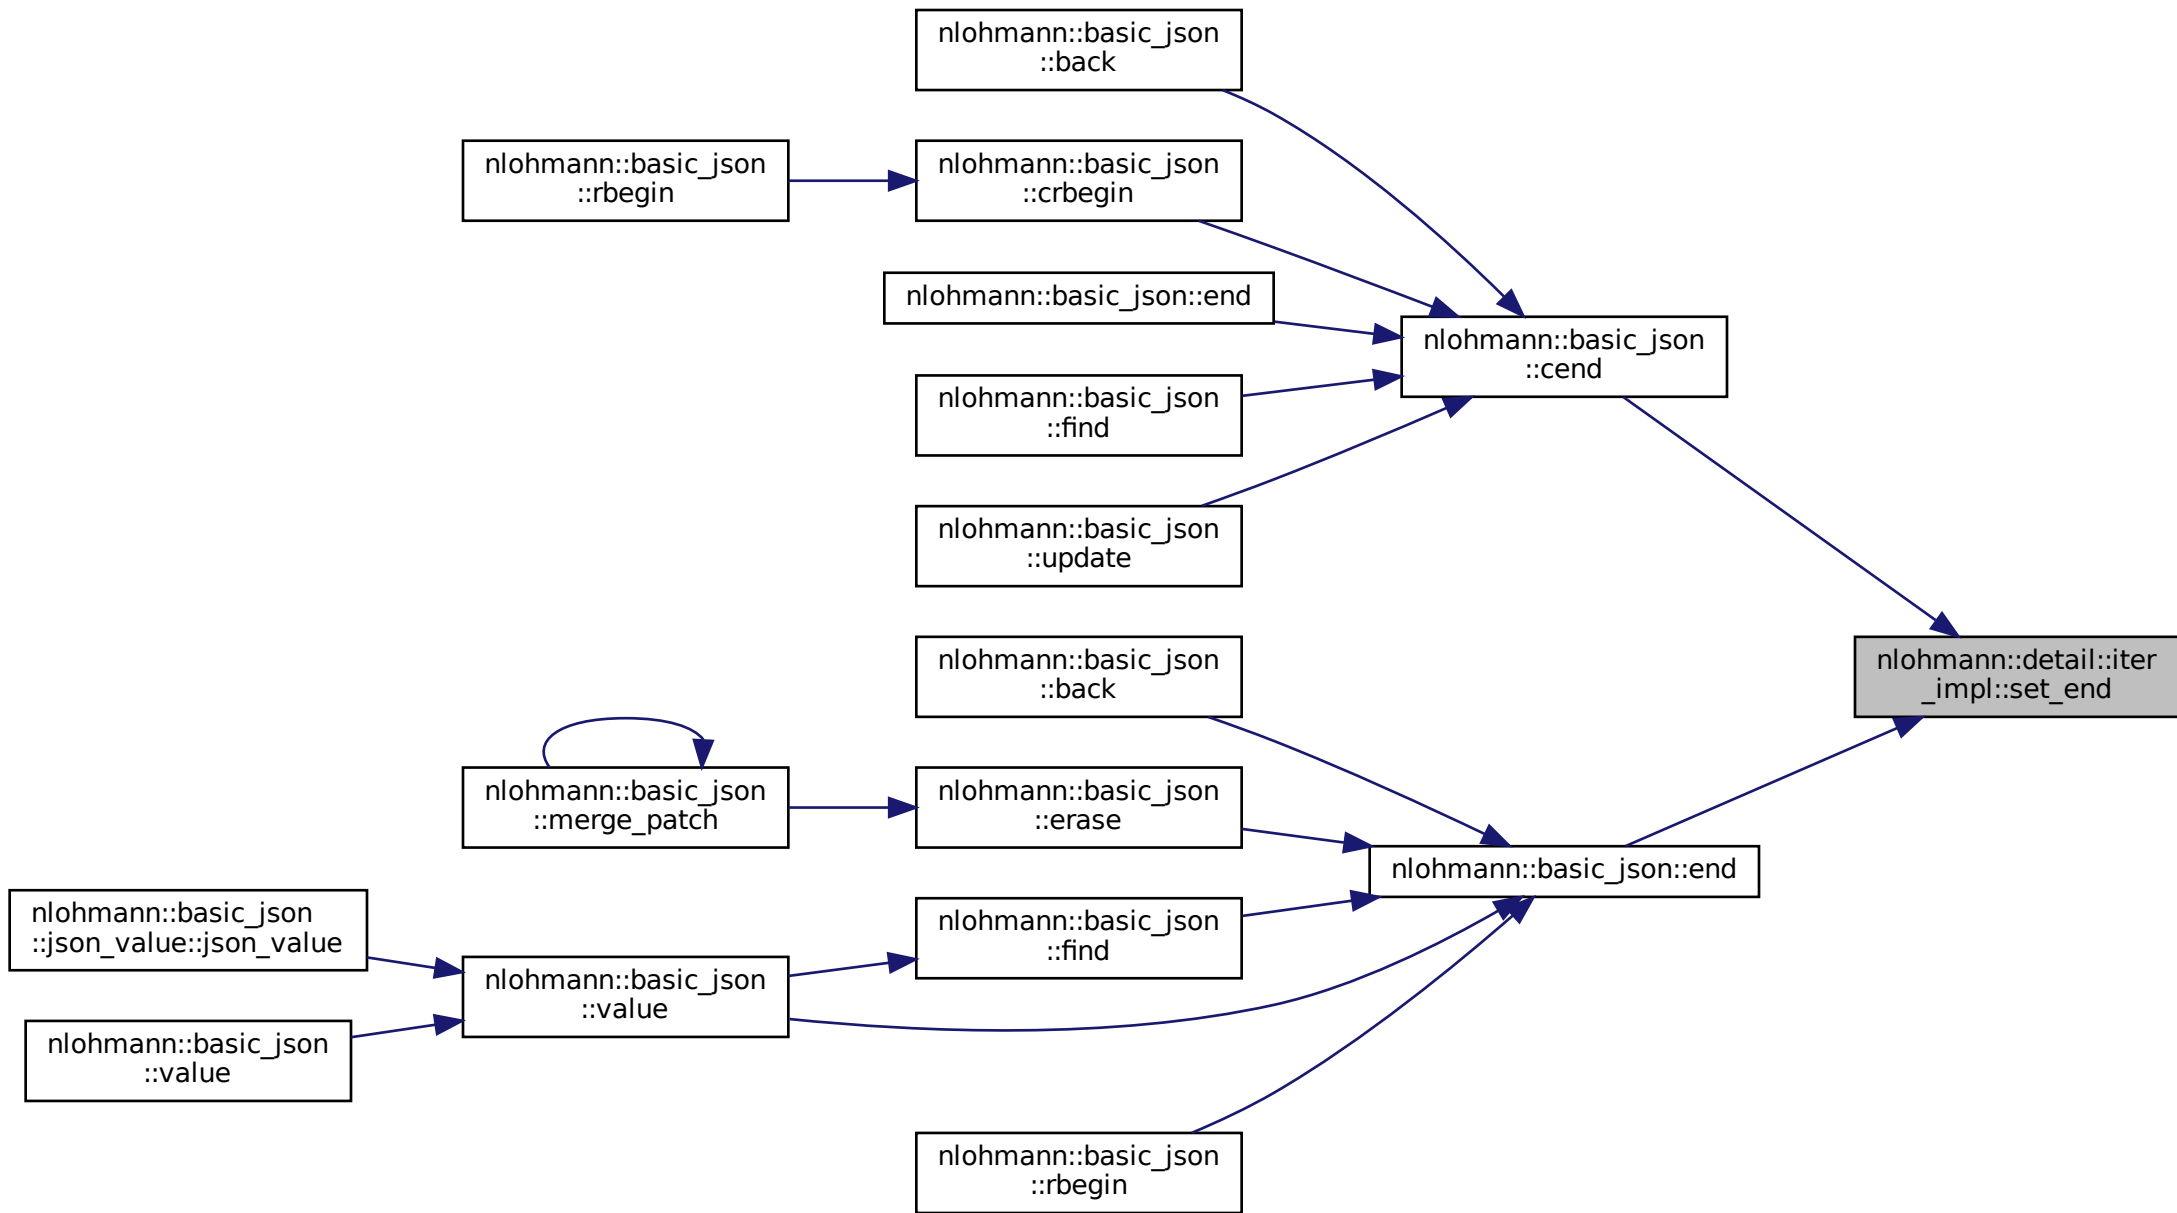 nlohmann::basic_json
::back
nlohmann::basic_json
::rbegin
nlohmann::basic_json
::crbegin
nlohmann::basic_json::end
nlohmann::basic_json
::cend
nlohmann::basic_json
::find
nlohmann::basic_json
::update
nlohmann::detail::iter
_impl::set_end
nlohmann::basic_json
::back
nlohmann::basic_json
::merge_patch
nlohmann::basic_json
::erase
nlohmann::basic_json::end
nlohmann::basic_json
::json_value::json_value
nlohmann::basic_json
::find
nlohmann::basic_json
::value
nlohmann::basic_json
::value
nlohmann::basic_json
::rbegin